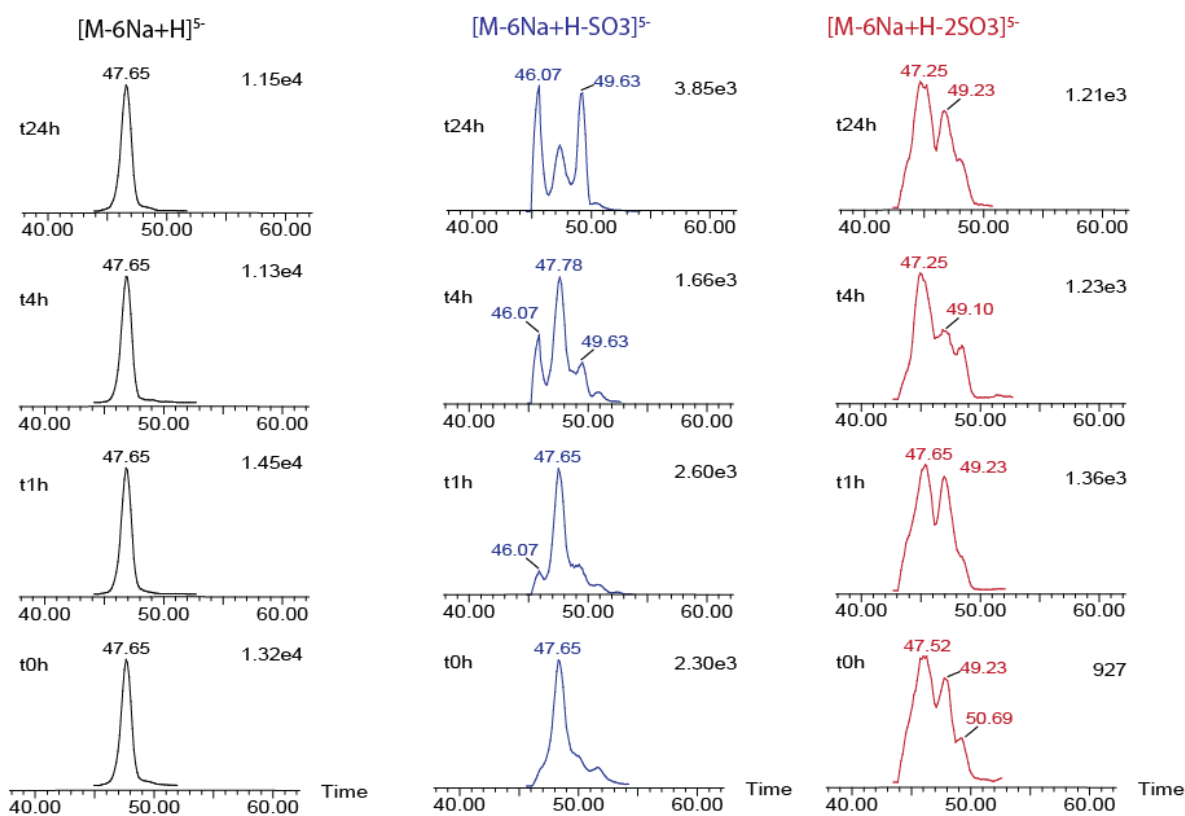 [M-6Na+H]5-
[M-6Na+H-SO3]5-
[M-6Na+H-2SO3]5-
t24h
47.65
1.15e4
40.00 50.00 60.00
t24h
46.07
49.63
3.85e3
40.00 50.00 60.00
t24h
47.25
49.23
1.21e3
40.00 50.00 60.00
t4h
47.65
1.13e4
40.00 50.00 60.00
t4h
46.07
47.78
49.63
1.66e3
40.00 50.00 60.00
t4h
47.25
49.10
1.23e3
40.00 50.00 60.00
t1h
47.65
1.45e4
40.00 50.00 60.00
t1h
46.07
47.65
2.60e3
40.00 50.00 60.00
t1h
47.65
49.23
1.36e3
40.00 50.00 60.00
t0h
47.65
1.32e4
40.00 50.00 60.00
Time
t0h
47.65
2.30e3
40.00 50.00 60.00
Time
t0h
47.52
49.23
50.69
927
40.00 50.00 60.00
Time